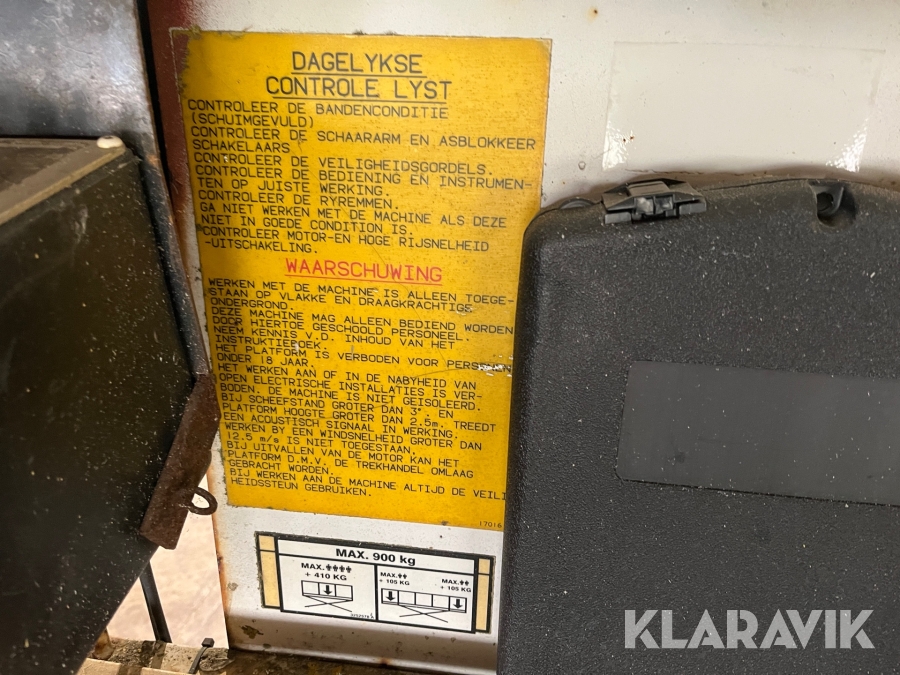 DAGELYKSE
CONTROLE LYST
CONTROLEER DE BANDENCONDITIE
(SCHUIMGEVULD)
CONTROLEER DE SCHAARARM EN ASBLOKKEER
SCHAKELAARS
CONTROLEER DE VEILIGHEIDSGORDELS.
CONTROLEER DE BEDIENING EN INSTRUMEN-
TEN OP JUISTE WERKING.
CONTROLEER DE RYREMMEN.
GA NIET WERKEN MET DE MACHINE ALS DEZE
NIET IN GOEDE CONDITION IS.
CONTROLEER MOTOR-EN HOGE RIJSNELHEID
-UITSCHAKELING.
WAARSCHUWING
WERKEN MET DE MACHINE IS ALLEEN TOEGE-
STAAN OP VLAKKE EN DRAAGKRACHTIGE
ONDERGROND.
DEZE MACHINE MAG ALLEEN BEDIEND WORDEN
DOOR HIERTOE GESCHOOLD PERSONEEL.
NEEM KENNIS V.D. INHOUD VAN HET
INSTRUKTIEBOEK.
HET PLATFORM IS VERBODEN VOOR PERSONEN
ONDER 18 JAAR.
HET WERKEN AAN OF IN DE NABYHEID VAN
OPEN ELECTRISCHE INSTALLATIES IS VER-
BODEN. DE MACHINE IS NIET GEISOLEERD.
BIJ SCHEEFSTAND GROTER DAN 3° EN
PLATFORM HOOGTE GROTER DAN 2.5m. TREEDT
EEN ACOUSTISCH SIGNAAL IN WERKING.
WERKEN BY EEN WINDSNELHEID GROTER DAN
12.5 m/s IS NIET TOEGESTAAN.
BIJ UITVALLEN VAN DE MOTOR KAN HET
PLATFORM D.M.V. DE TREKHANDEL OMLAAG
GEBRACHT WORDEN.
BIJ WERKEN AAN DE MACHINE ALTIJD DE VEILI
HEIDSSTEUN GEBRUIKEN.
17016
MAX. 900 kg
MAX.
+ 410 KG
MAX.
+ 105 KG
MAX.
+ 105 KG
KLARAVIK